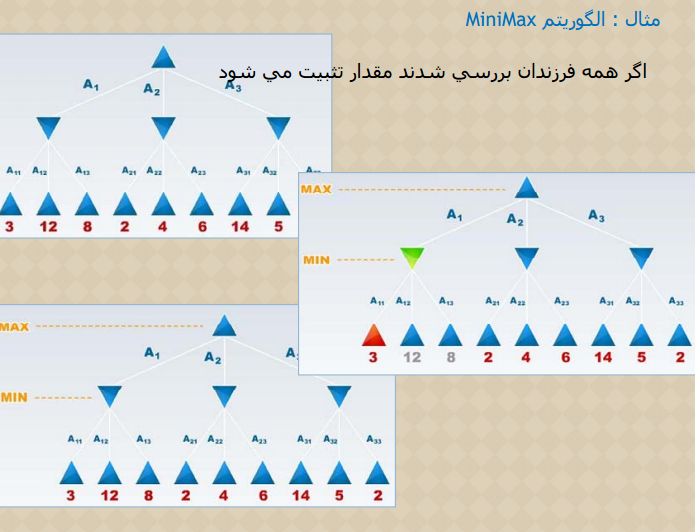 مثال : الگوريتم MiniMax
اگر همه فرزندان بررسي شدند مقدار تثبيت مي شود
A1 A2 A3
A11 A12 A13 A21 A22 A23 A31 A32
3 12 8 2 4 6 14 5
MAX
A1 A2 A3
MIN
A11 A12 A13 A21 A22 A23 A31 A32 A33
3 12 8 2 4 6 14 5 2
MAX
A1 A2 A
MIN
A11 A12 A13 A21 A22 A23 A31 A32 A33
3 12 8 2 4 6 14 5 2